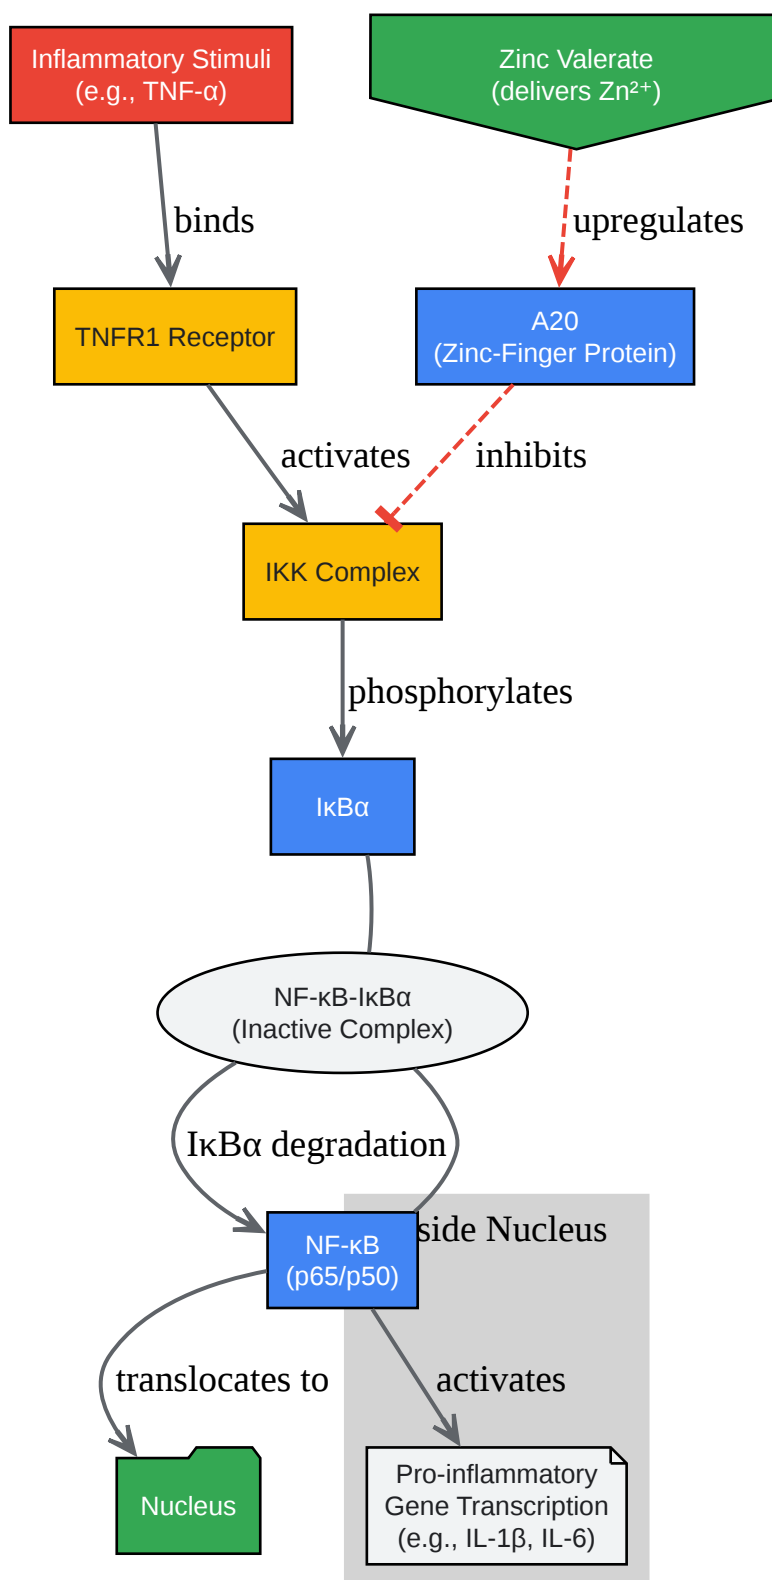 Inflammatory Stimuli
(e.g., TNF-α)
Zinc Valerate
(delivers Zn²⁺)
binds
upregulates
TNFR1 Receptor
A20
(Zinc-Finger Protein)
activates
inhibits
IKK Complex
phosphorylates
IκBα
NF-κB-IκBα
(Inactive Complex)
IκBα degradation
side Nucleus
NF-κB
(p65/p50)
translocates to
activates
Nucleus
Pro-inflammatory
Gene Transcription
(e.g., IL-1β, IL-6)